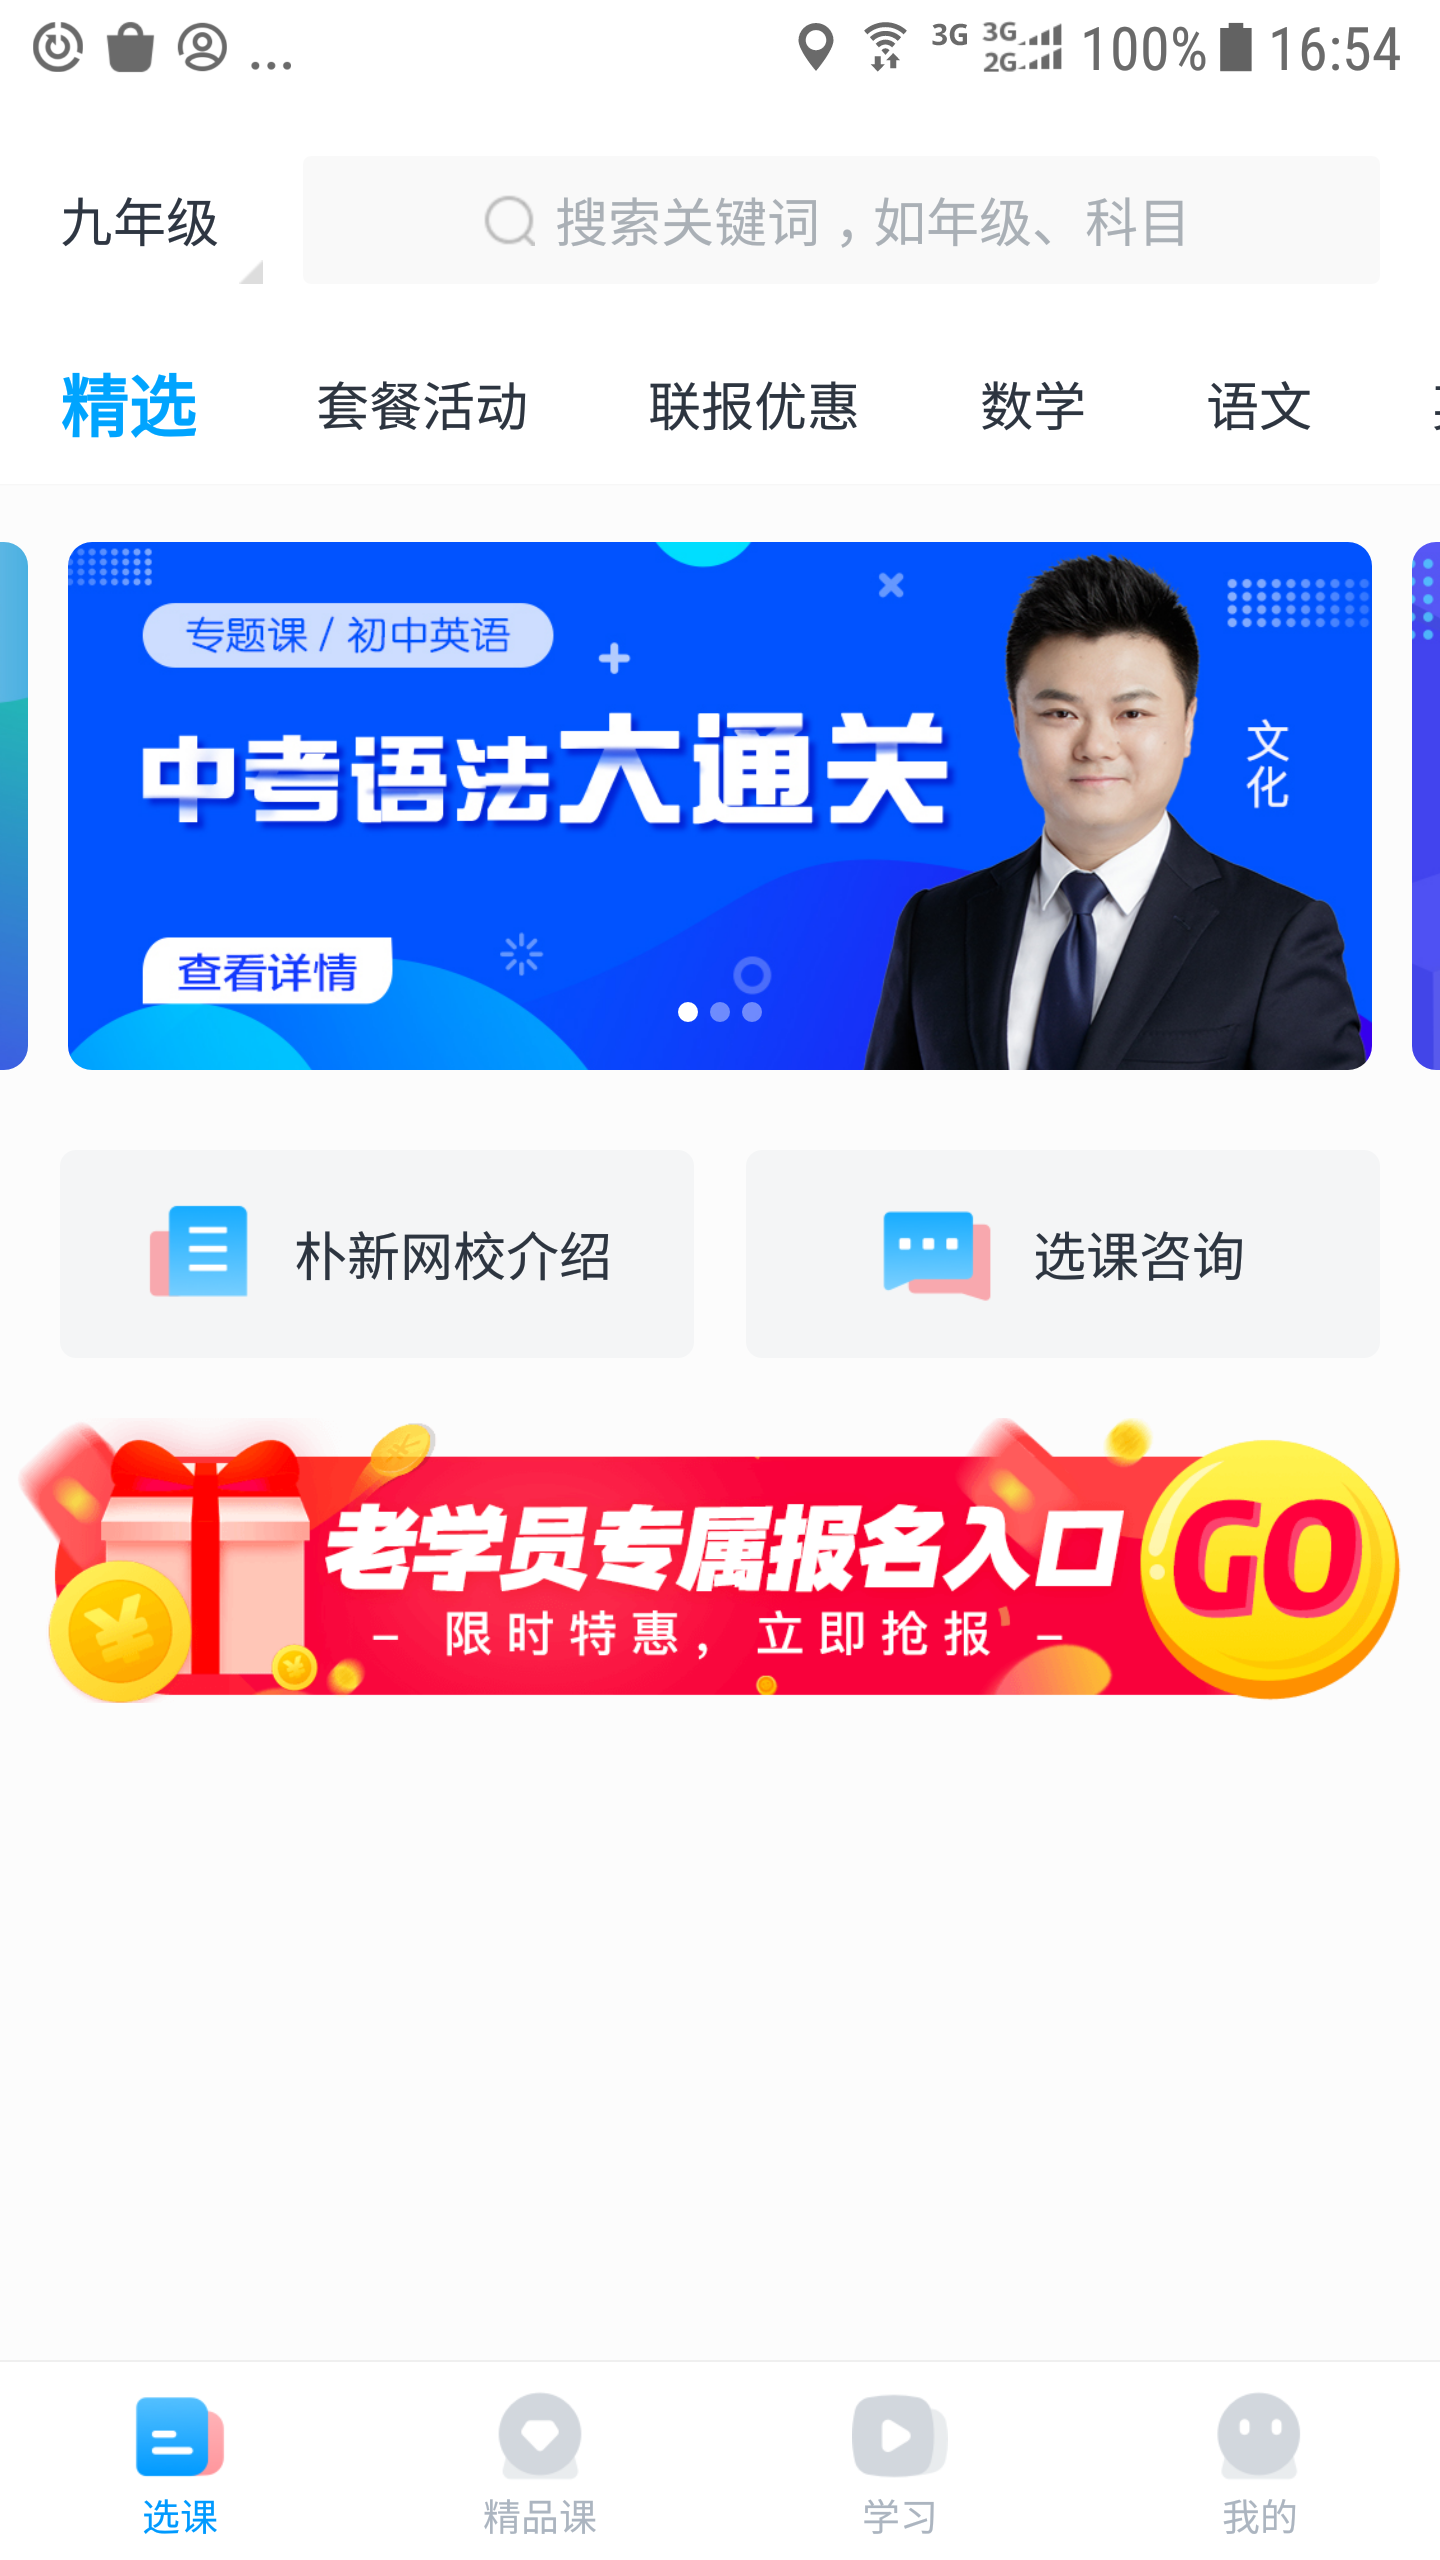 ... 3G 3G 2G 100% 16:54
九年级
搜索关键词，如年级、科目
精选 套餐活动 联报优惠 数学 语文
专题课 / 初中英语
中考语法大通关
文化
查看详情
朴新网校介绍 选课咨询
老学员专属报名入口
– 限时特惠，立即抢报 –
GO
选课 精品课 学习 我的